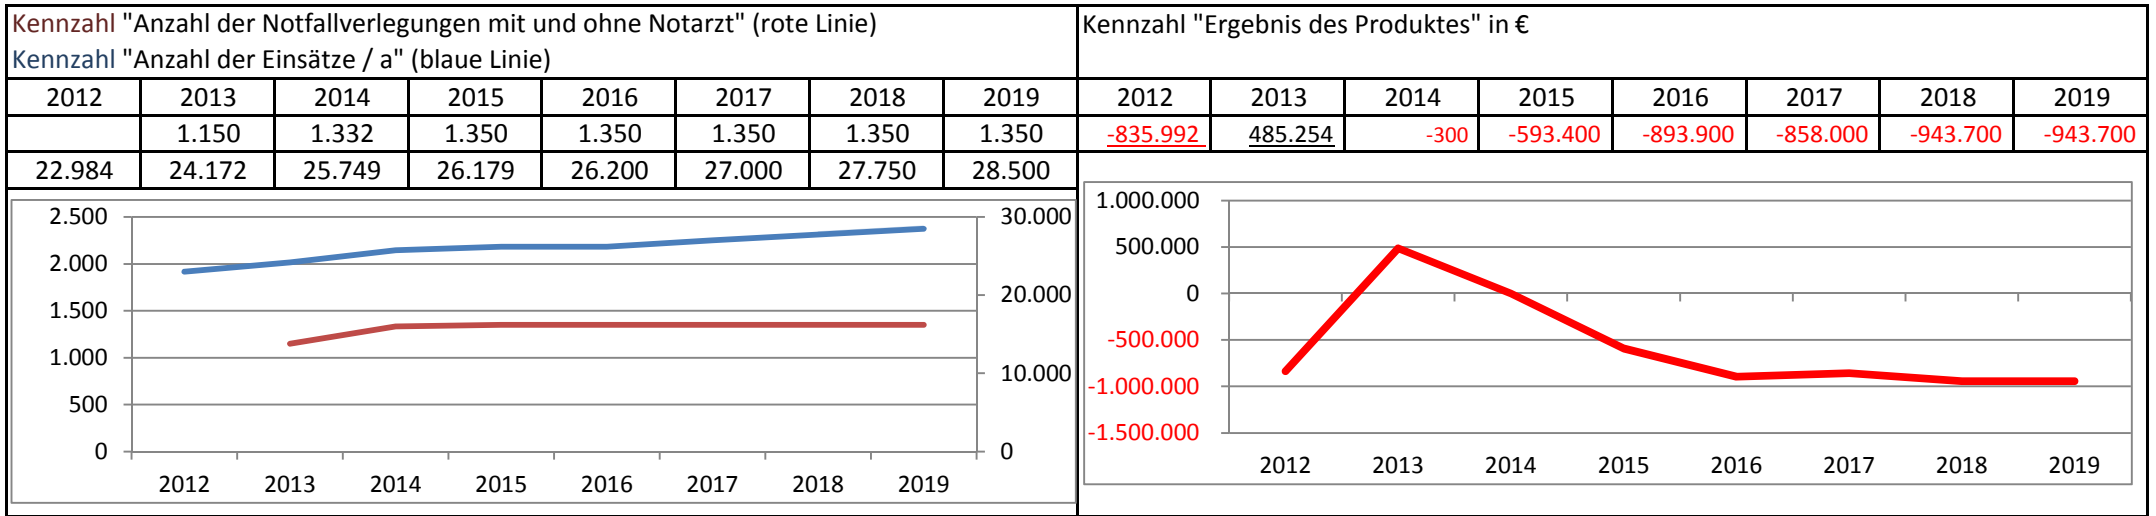 Kennzahl "Anzahl der Notfallverlegungen mit und ohne Notarzt" (rote Linie)
Kennzahl "Anzahl der Einsätze / a" (blaue Linie)
2012 2013 2014 2015 2016 2017 2018 2019
1.150 1.332 1.350 1.350 1.350 1.350 1.350
22.984 24.172 25.749 26.179 26.200 27.000 27.750 28.500
2.500 30.000
2.000
20.000
1.500
1.000
10.000
500
0 0
2012 2013 2014 2015 2016 2017 2018 2019
Kennzahl "Ergebnis des Produktes" in €
2012 2013 2014 2015 2016 2017 2018 2019
-835.992 485.254 -300 -593.400 -893.900 -858.000 -943.700 -943.700
1.000.000
500.000
0
-500.000
-1.000.000
-1.500.000
2012 2013 2014 2015 2016 2017 2018 2019